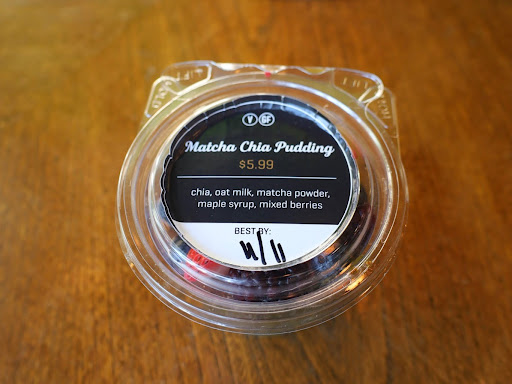 V GF
Matcha Chia Pudding
$5.99
chia, oat milk, matcha powder,
maple syrup, mixed berries
BEST BY:
11/11